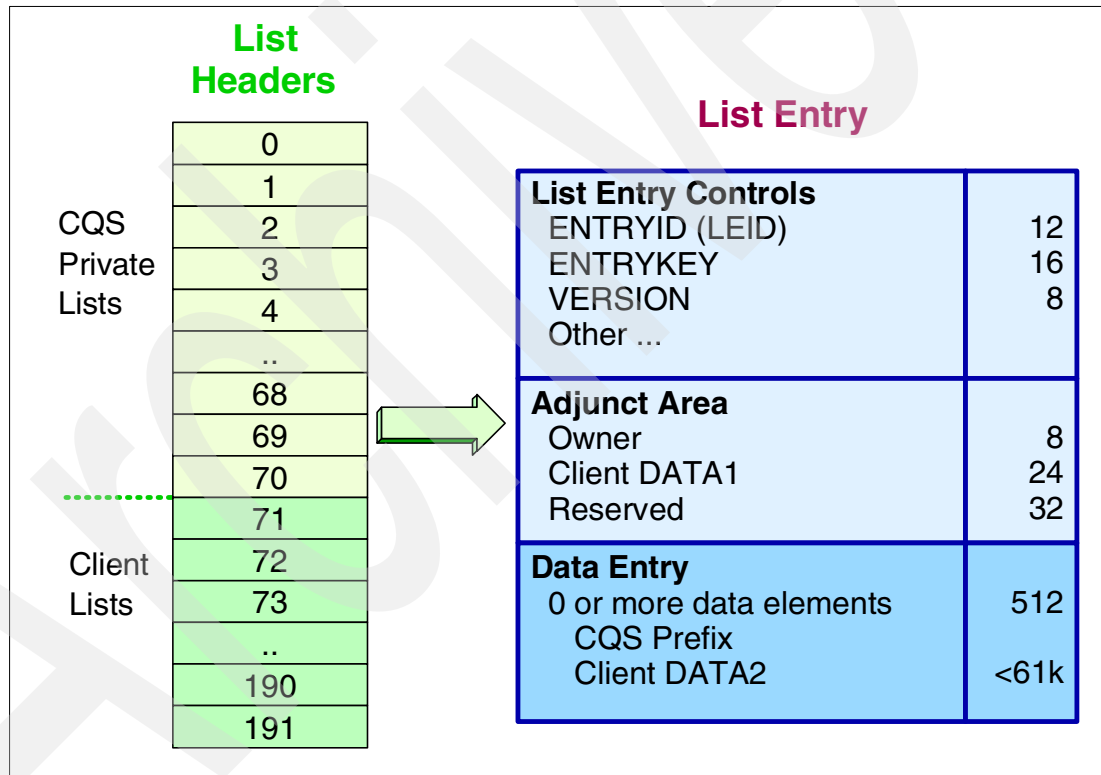 List
Headers
0
1
2
3
4
..
68
69
70
71
72
73
..
190
191
CQS
Private
Lists
Client
Lists
List Entry
List Entry Controls
ENTRYID (LEID) 12
ENTRYKEY 16
VERSION 8
Other ...
Adjunct Area
Owner 8
Client DATA1 24
Reserved 32
Data Entry
0 or more data elements 512
CQS Prefix
Client DATA2 <61k